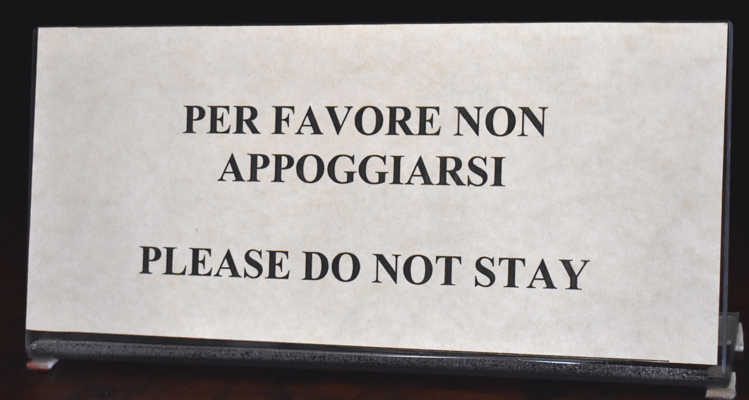 PER FAVORE NON
APPOGGIARSI
PLEASE DO NOT STAY